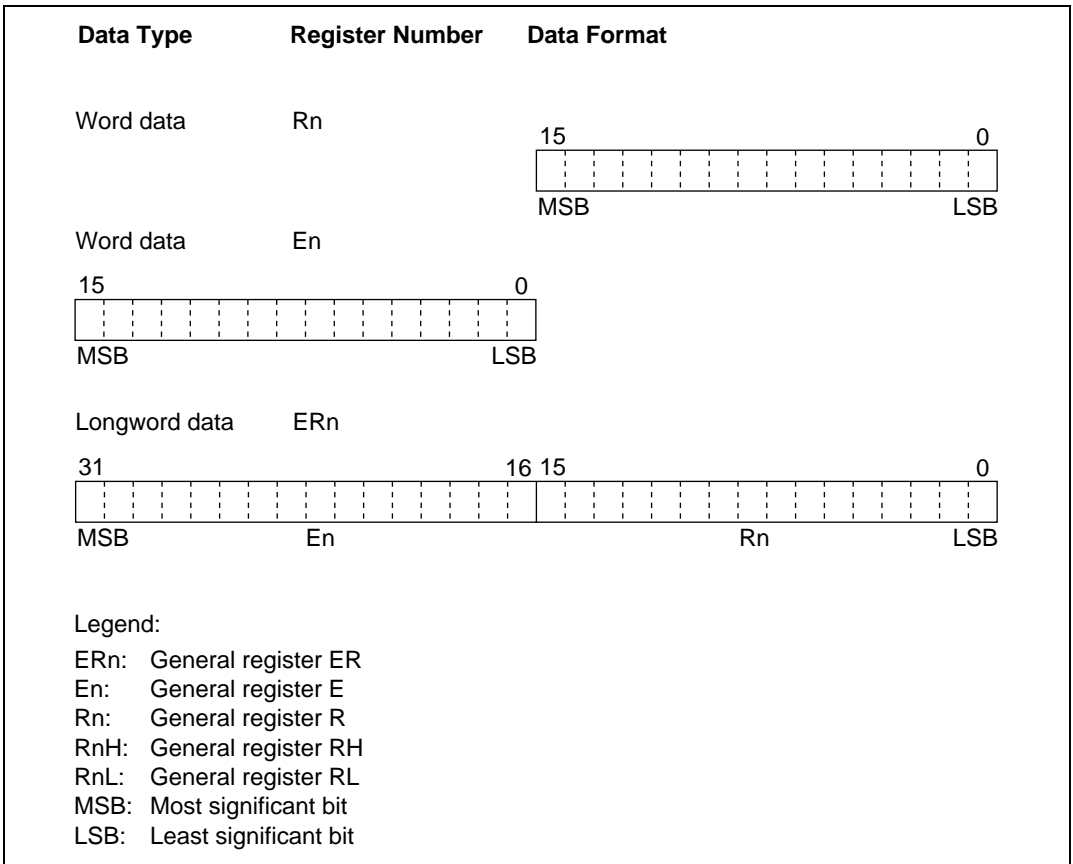 Data Type Register Number Data Format
Word data Rn
15 0
MSB LSB
Word data En
15 0
MSB LSB
Longword data ERn
31 16 15 0
MSB En Rn LSB
Legend:
ERn: General register ER
En: General register E
Rn: General register R
RnH: General register RH
RnL: General register RL
MSB: Most significant bit
LSB: Least significant bit